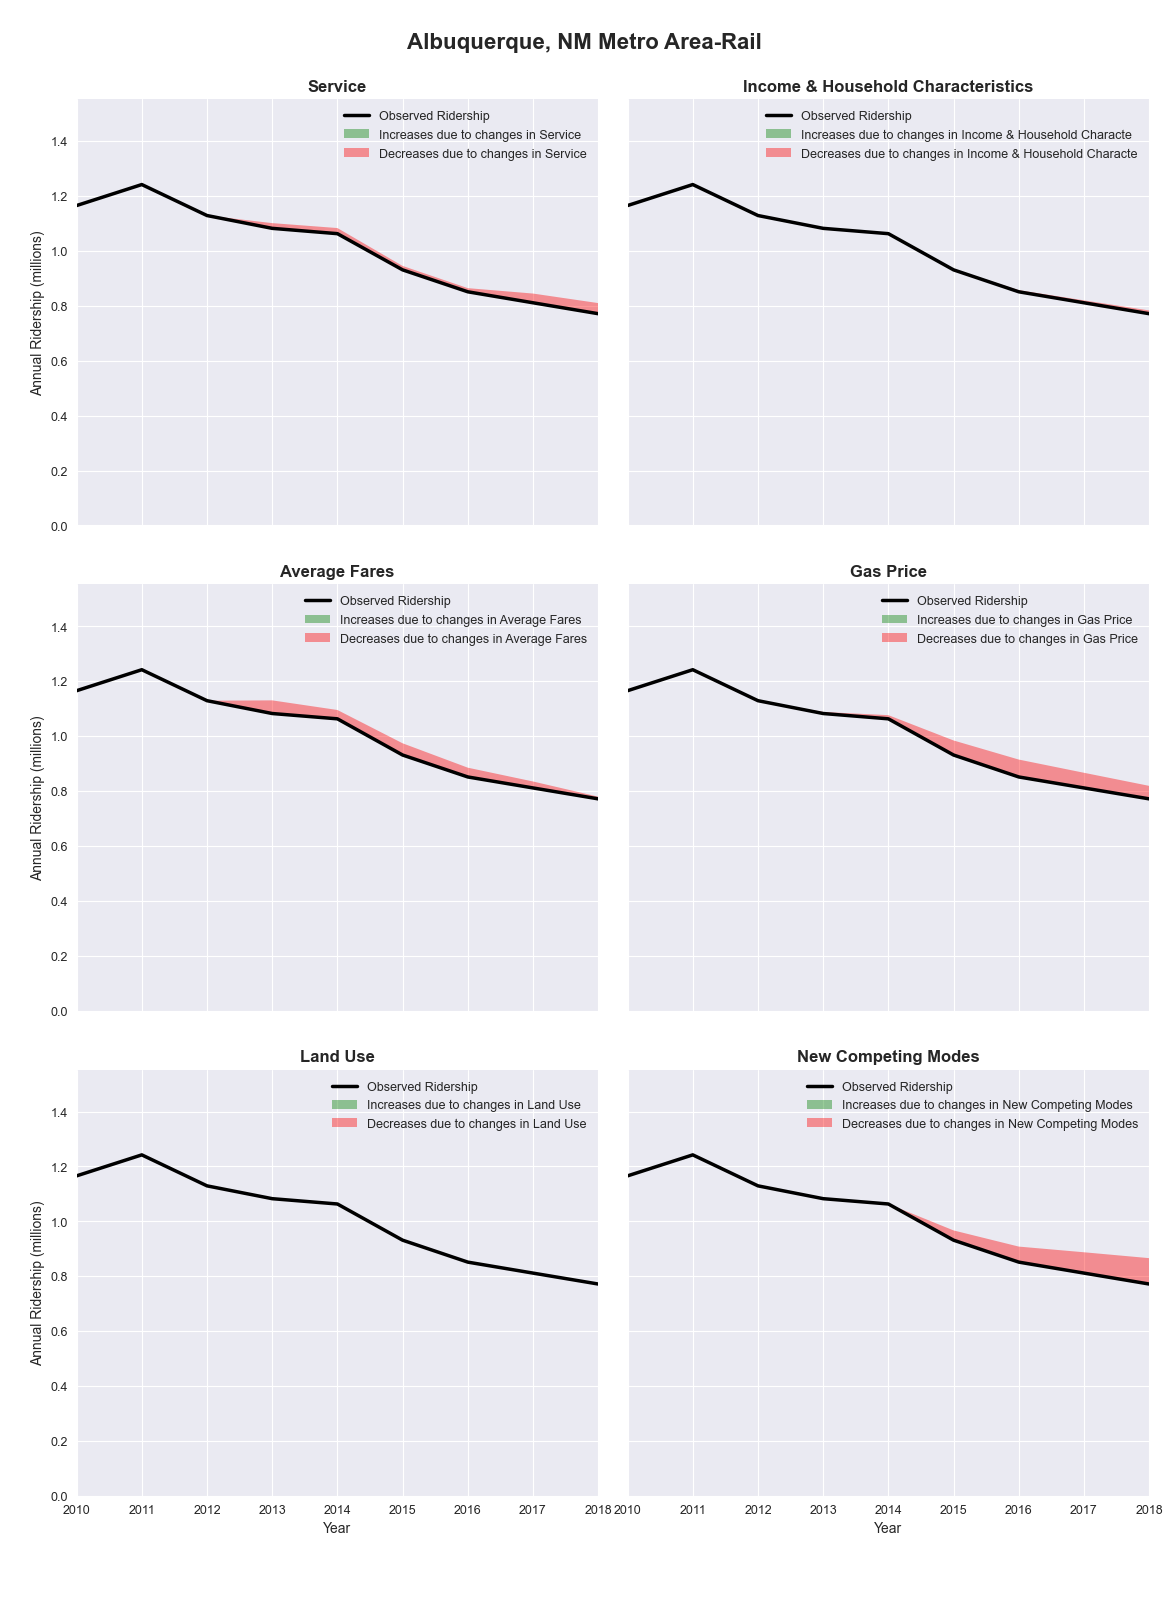 Albuquerque, NM Metro Area-Rail
Service
Observed Ridership
Increases due to changes in Service
Decreases due to changes in Service
1.4
1.2
1.0
0.8
0.6
0.4
0.2
0.0
Annual Ridership (millions)
Income & Household Characteristics
Observed Ridership
Increases due to changes in Income & Household Characte
Decreases due to changes in Income & Household Characte
Average Fares
Observed Ridership
Increases due to changes in Average Fares
Decreases due to changes in Average Fares
1.4
1.2
1.0
0.8
0.6
0.4
0.2
0.0
Annual Ridership (millions)
Gas Price
Observed Ridership
Increases due to changes in Gas Price
Decreases due to changes in Gas Price
Land Use
Observed Ridership
Increases due to changes in Land Use
Decreases due to changes in Land Use
1.4
1.2
1.0
0.8
0.6
0.4
0.2
0.0
Annual Ridership (millions)
2010 2011 2012 2013 2014 2015 2016 2017 2018
Year
New Competing Modes
Observed Ridership
Increases due to changes in New Competing Modes
Decreases due to changes in New Competing Modes
2010 2011 2012 2013 2014 2015 2016 2017 2018
Year